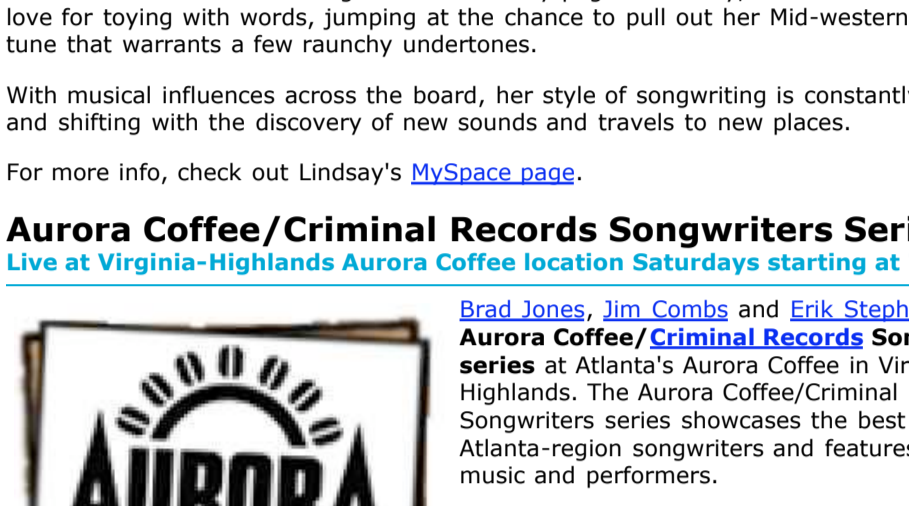 love for toying with words, jumping at the chance to pull out her Mid-western
tune that warrants a few raunchy undertones.
With musical influences across the board, her style of songwriting is
and shifting with the discovery of new sounds and travels to new places.
For more info, check out Lindsay's MySpace page.
Aurora Coffee/Criminal Records Songwriters
Live at Virginia-Highlands Aurora Coffee location Saturdays starting at
Brad Jones, Jim Combs and Erik
Aurora Coffee/Criminal Records
series at Atlanta's Aurora Coffee in
Highlands. The Aurora Coffee/Criminal
Songwriters series showcases the best
Atlanta-region songwriters and features
music and performers.
AURORA